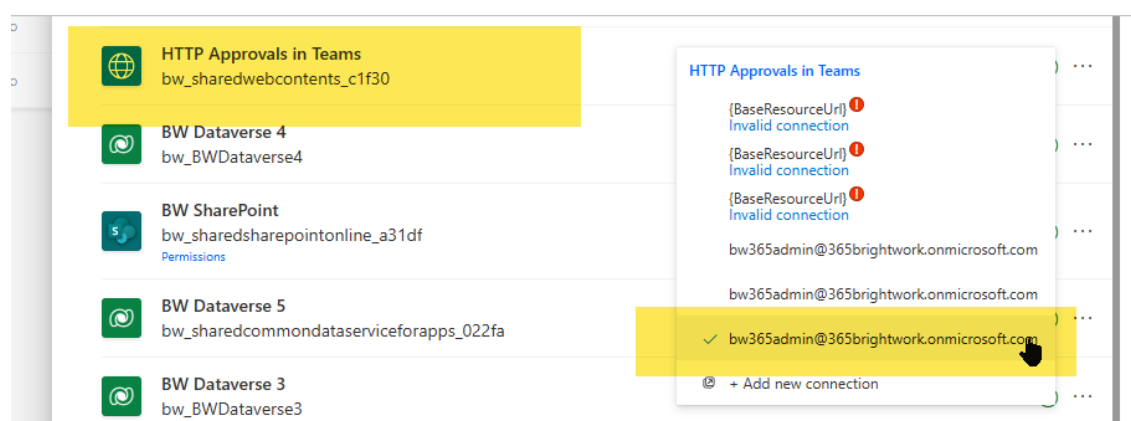 HTTP Approvals in Teams
bw_sharedwebcontents_c1f30
BW Dataverse 4
bw_BWDataverse4
BW SharePoint
bw_sharedsharepointonline_a31df
Permissions
BW Dataverse 5
bw_sharedcommondataserviceforapps_022fa
BW Dataverse 3
bw_BWDataverse3
HTTP Approvals in Teams
{BaseResourceUrl}
Invalid connection
{BaseResourceUrl}
Invalid connection
{BaseResourceUrl}
Invalid connection
bw365admin@365brightwork.onmicrosoft.com
bw365admin@365brightwork.onmicrosoft.com
bw365admin@365brightwork.onmicrosoft.com
+ Add new connection